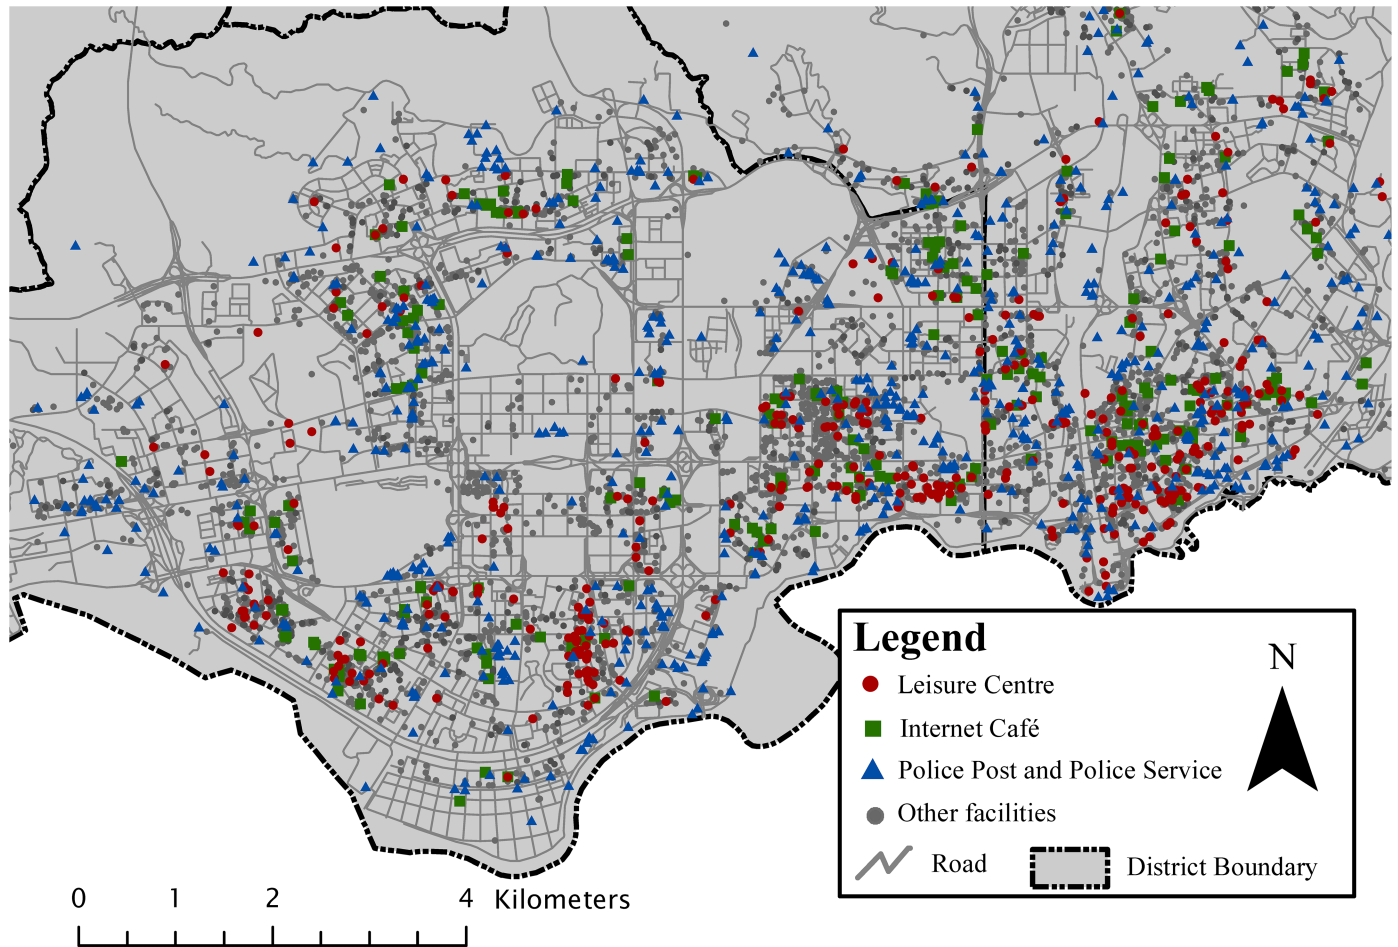 Legend
N
Leisure Centre
Internet Café
Police Post and Police Service
Other facilities
Road
District Boundary
0 1 2 4 Kilometers